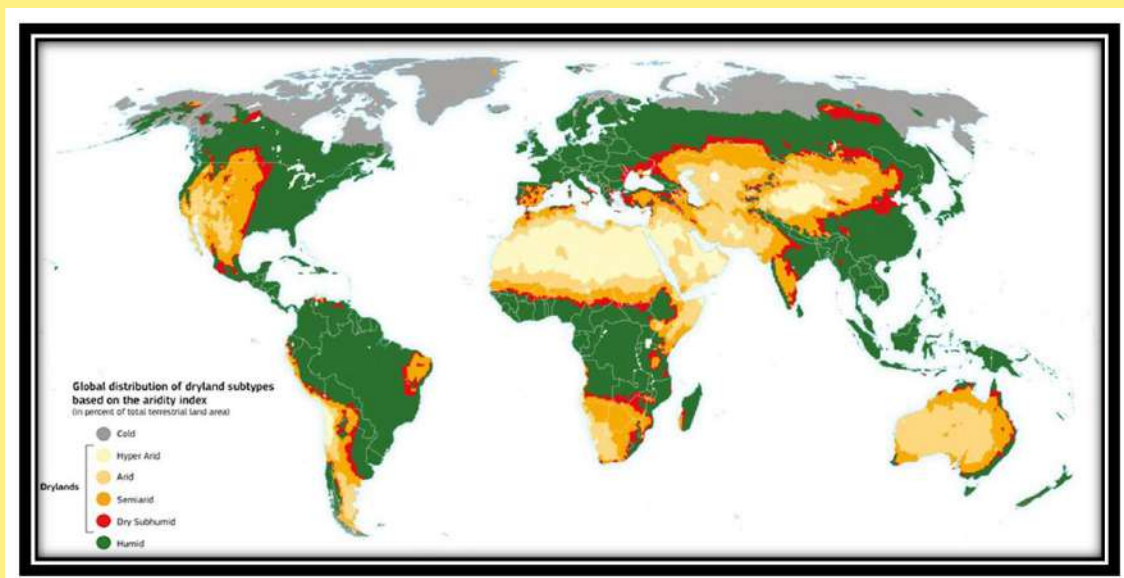 Global distribution of dryland subtypes
based on the aridity index
(in percent of total terrestrial land area)
Cold
Hyper Arid
Arid
Drylands
Semiarid
Dry Subhumid
Humid